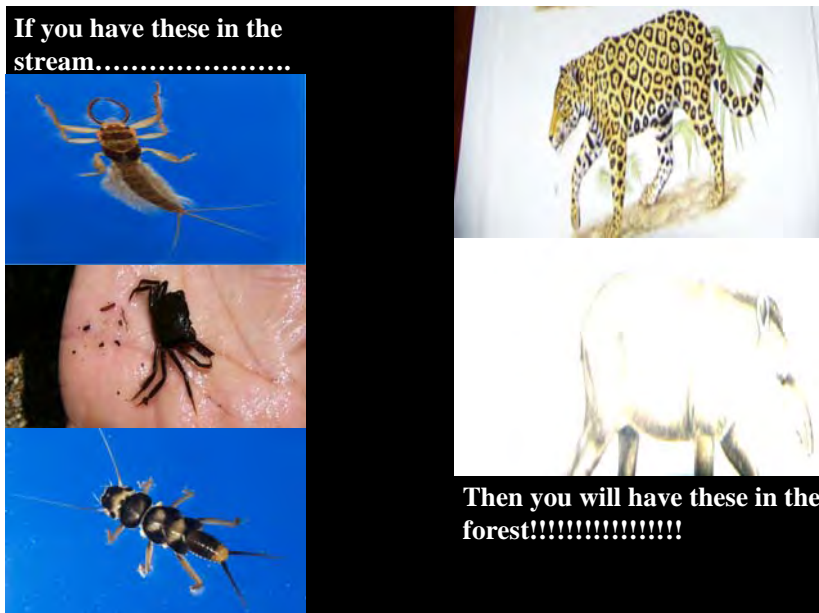 If you have these in the
stream…………………..
Then you will have these in the
forest!!!!!!!!!!!!!!!!!